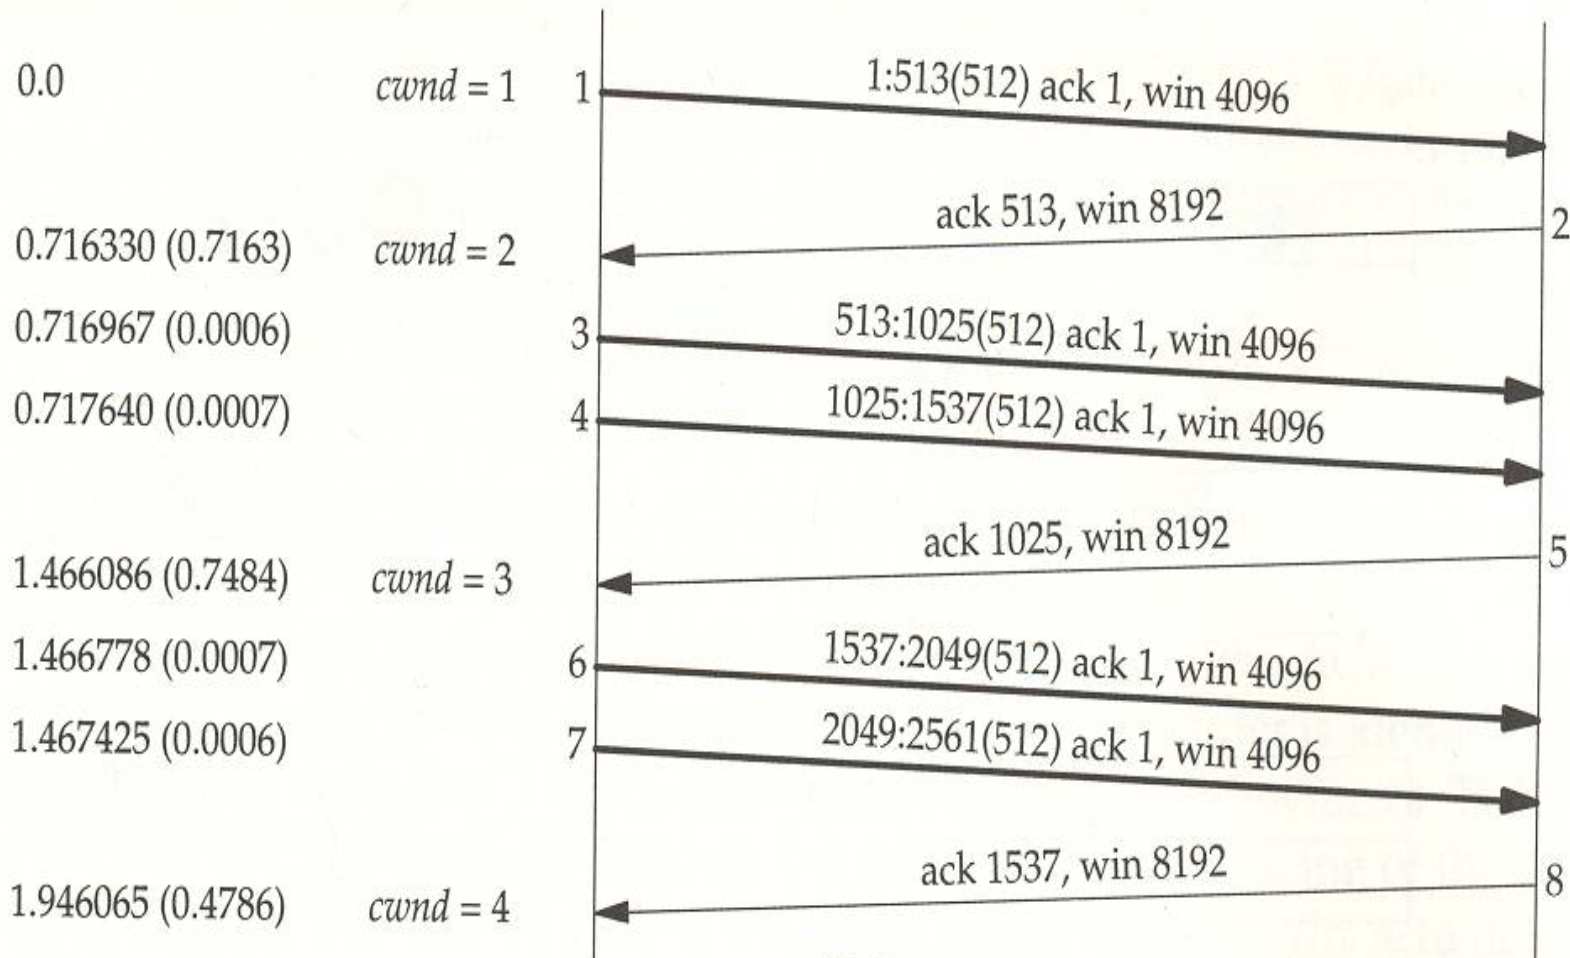 0.0 cwnd = 1 1 1:513(512) ack 1, win 4096
ack 513, win 8192 2
0.716330 (0.7163) cwnd = 2
0.716967 (0.0006) 3 513:1025(512) ack 1, win 4096
0.717640 (0.0007) 4 1025:1537(512) ack 1, win 4096
ack 1025, win 8192 5
1.466086 (0.7484) cwnd = 3
1.466778 (0.0007) 6 1537:2049(512) ack 1, win 4096
1.467425 (0.0006) 7 2049:2561(512) ack 1, win 4096
ack 1537, win 8192 8
1.946065 (0.4786) cwnd = 4